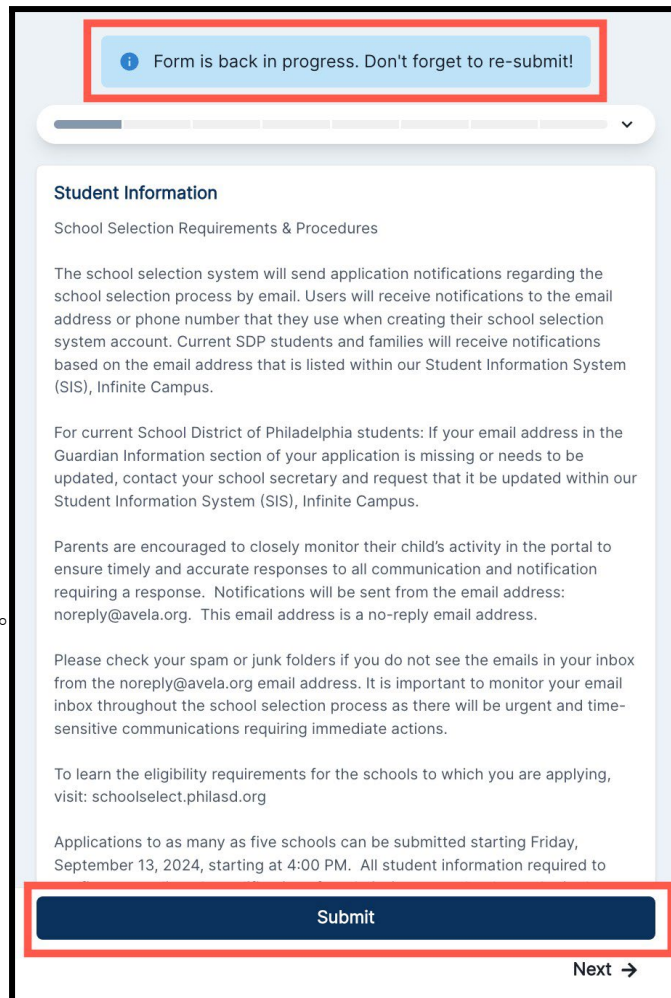 Form is back in progress. Don't forget to re-submit!
Student Information
School Selection Requirements & Procedures
The school selection system will send application notifications regarding the
school selection process by email. Users will receive notifications to the email
address or phone number that they use when creating their school selection
system account. Current SDP students and families will receive notifications
based on the email address that is listed within our Student Information System
(SIS), Infinite Campus.
For current School District of Philadelphia students: If your email address in the
Guardian Information section of your application is missing or needs to be
updated, contact your school secretary and request that it be updated within our
Student Information System (SIS), Infinite Campus.
Parents are encouraged to closely monitor their child’s activity in the portal to
ensure timely and accurate responses to all communication and notification
requiring a response.  Notifications will be sent from the email address:
noreply@avela.org.  This email address is a no-reply email address.
Please check your spam or junk folders if you do not see the emails in your inbox
from the noreply@avela.org email address. It is important to monitor your email
inbox throughout the school selection process as there will be urgent and time-
sensitive communications requiring immediate actions.
To learn the eligibility requirements for the schools to which you are applying,
visit: schoolselect.philasd.org
Applications to as many as five schools can be submitted starting Friday,
September 13, 2024, starting at 4:00 PM.  All student information required to
Submit
Next →